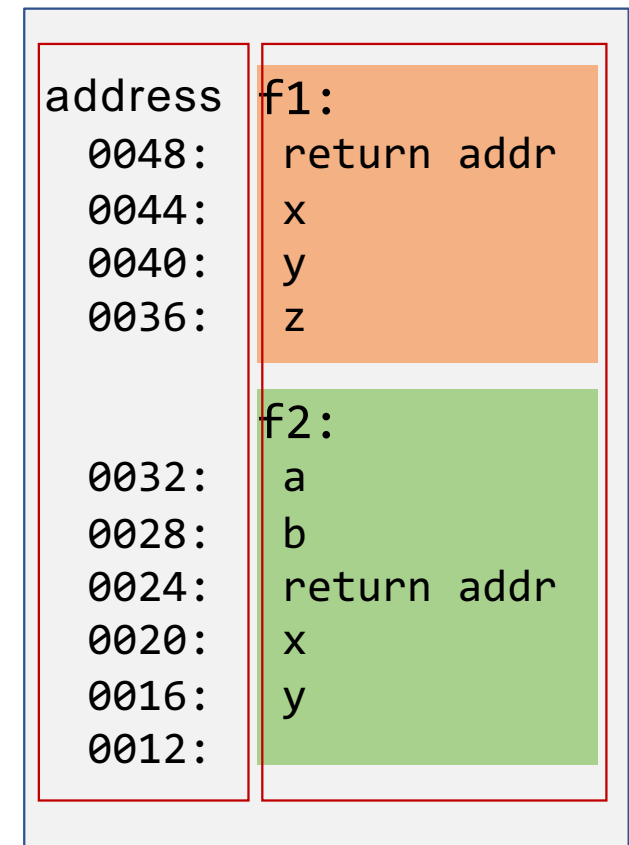 address f1:
0048: return addr
0044: x
0040: y
0036: z
f2:
0032: a
0028: b
0024: return addr
0020: x
0016: y
0012: